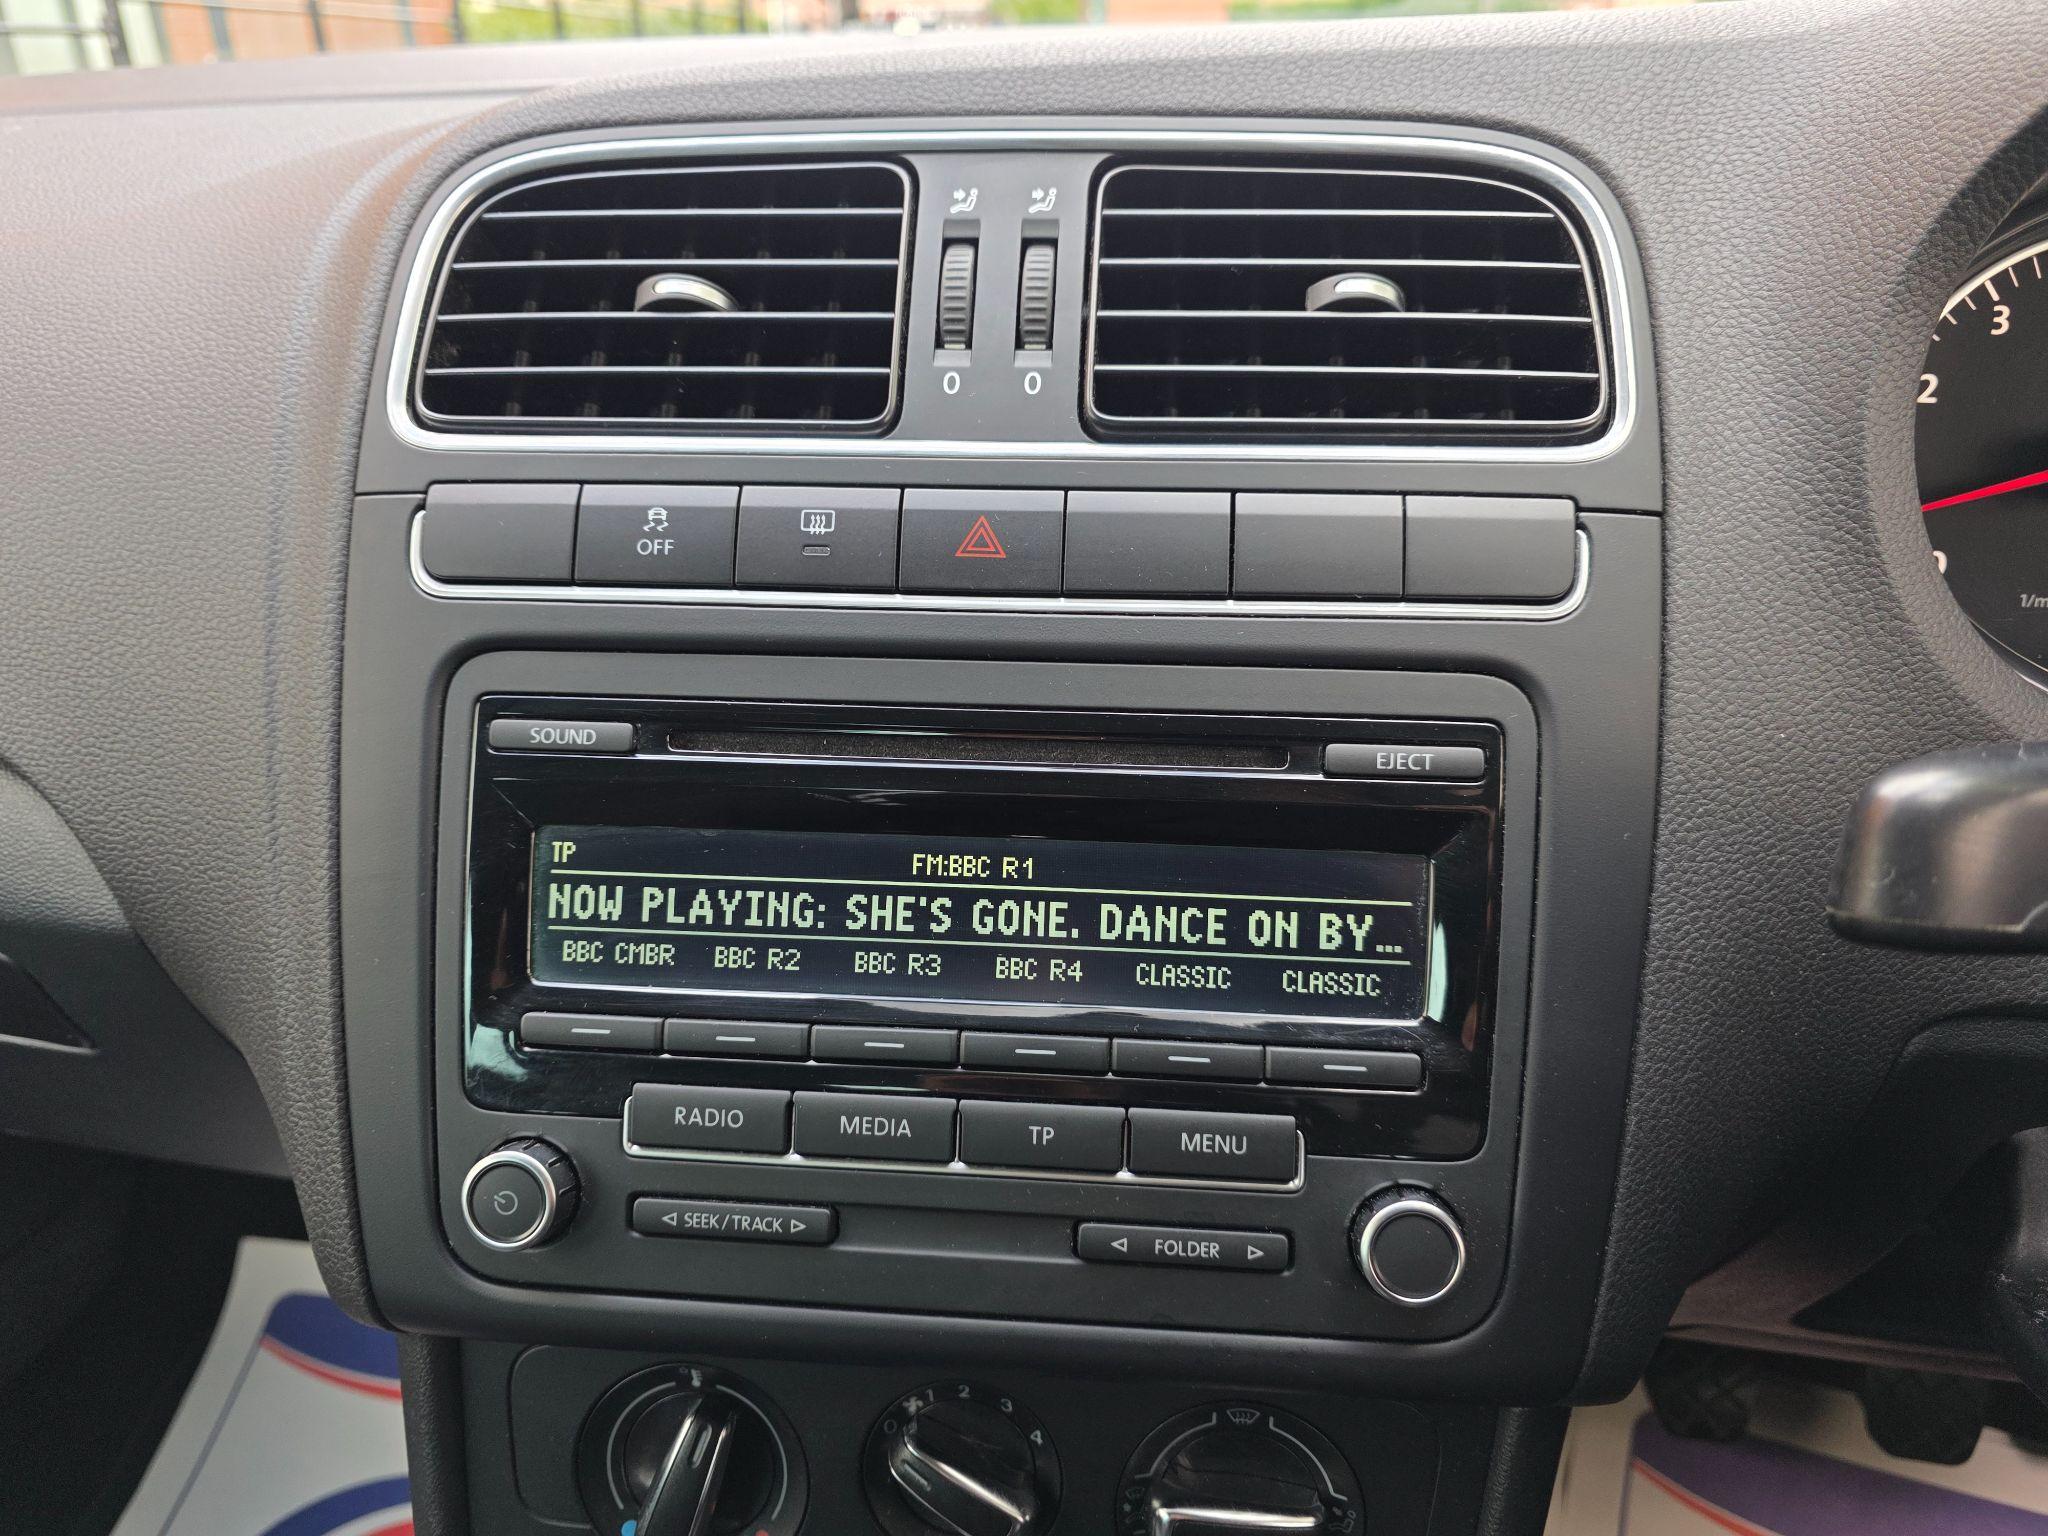 0 0
3
2
OFF
1/m
SOUND
EJECT
TP
FM:BBC R1
NOW PLAYING: SHE'S GONE. DANCE ON BY...
BBC CMBR BBC R2 BBC R3 BBC R4 CLASSIC CLASSIC
RADIO MEDIA TP MENU
SEEK/TRACK
FOLDER
0 1 2 3 4